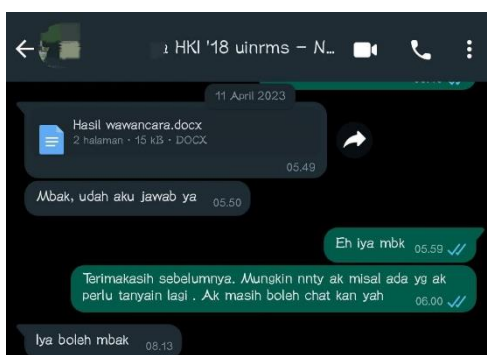 HKI '18 uinrms – N...
11 April 2023
Hasil wawancara.docx
2 halaman · 15 kB · DOCX
05.49
Mbak, udah aku jawab ya 05.50
Eh iya mbk 05.59
Terimakasih sebelumnya. Mungkin nnty ak misal ada yg ak
perlu tanyain lagi . Ak masih boleh chat kan yah 06.00
Iya boleh mbak 08.13